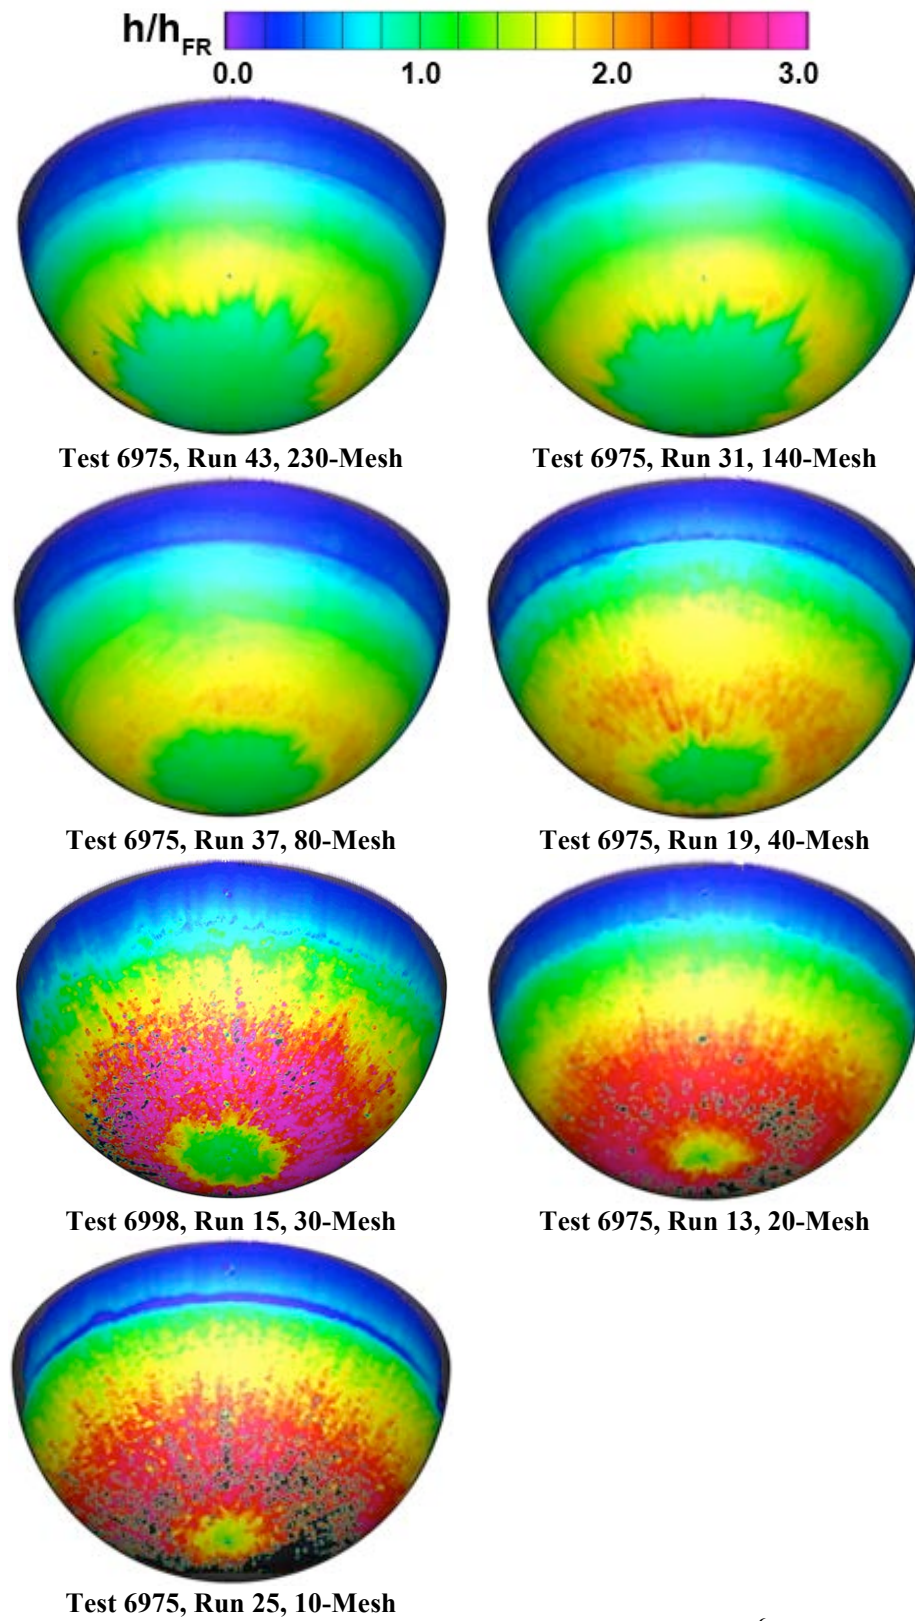 h/hFR
0.0 1.0 2.0 3.0
Test 6975, Run 43, 230-Mesh
Test 6975, Run 31, 140-Mesh
Test 6975, Run 37, 80-Mesh
Test 6975, Run 19, 40-Mesh
Test 6998, Run 15, 30-Mesh
Test 6975, Run 13, 20-Mesh
Test 6975, Run 25, 10-Mesh